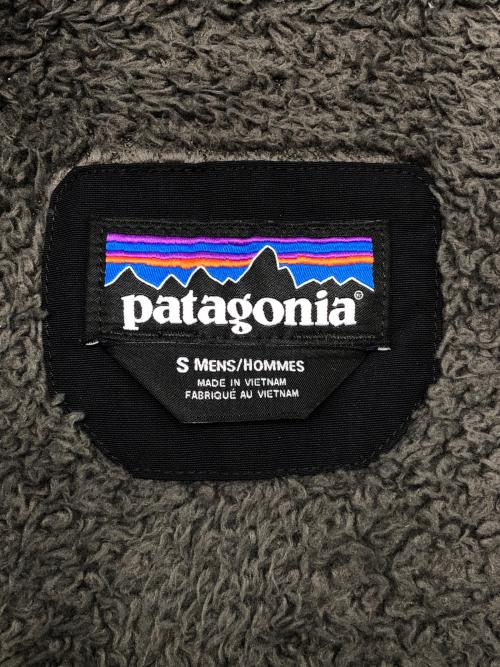 patagonia®
S MENS/HOMMES
MADE IN VIETNAM
FABRIQUÉ AU VIETNAM